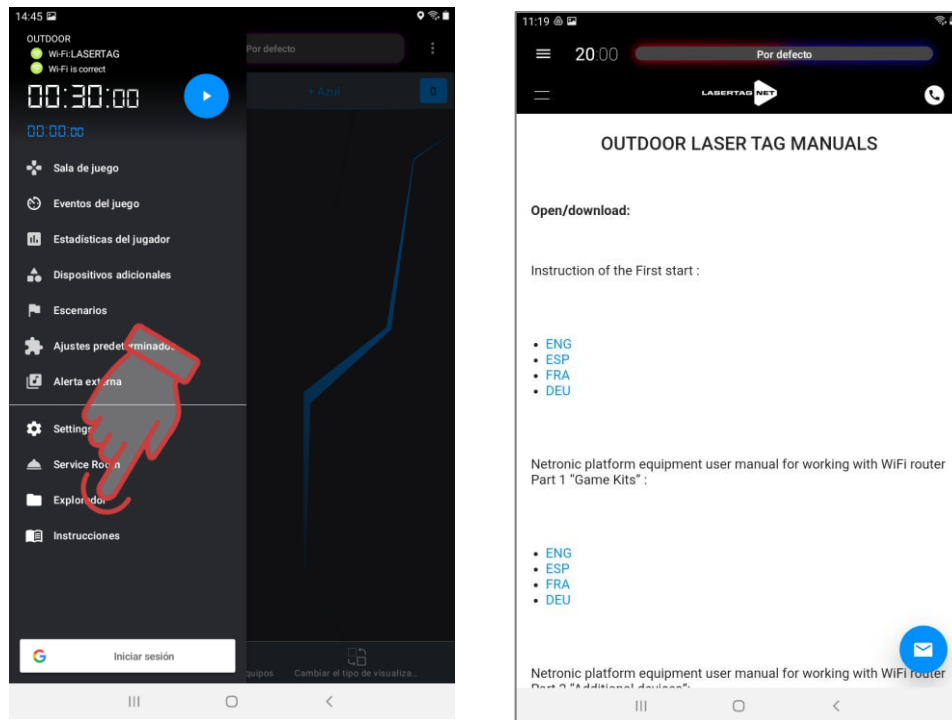 14:45
OUTDOOR
Wi-Fi:LASERTAG
Wi-Fi is correct
00:30:00
00:00:00
Sala de juego
Eventos del juego
Estadísticas del jugador
Dispositivos adicionales
Escenarios
Ajustes predeterminados
Alerta externa
Settings
Service Room
Explorador
Instrucciones
Iniciar sesión
Por defecto
+ Azul
0
quipos
Cambiar el tipo de visualiza...
11:19
20:00
Por defecto
LASERTAG NET
OUTDOOR LASER TAG MANUALS
Open/download:
Instruction of the First start :
• ENG
• ESP
• FRA
• DEU
Netronic platform equipment user manual for working with WiFi router
Part 1 “Game Kits” :
• ENG
• ESP
• FRA
• DEU
Netronic platform equipment user manual for working with WiFi router
Part 2 “Additional devices”: